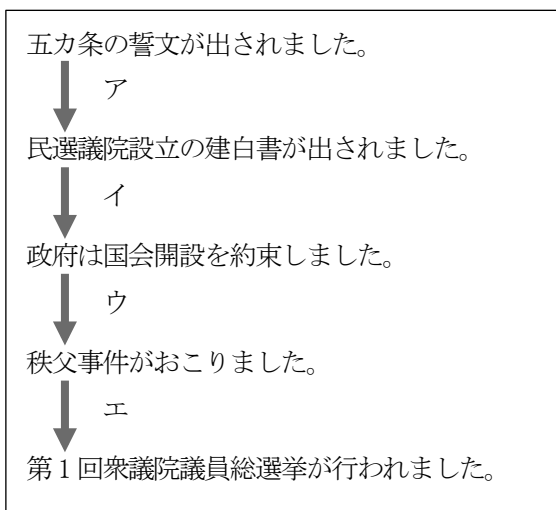 五カ条の誓文が出されました。
ア
民選議院設立の建白書が出されました。
イ
政府は国会開設を約束しました。
ウ
秩父事件がおこりました。
エ
第1回衆議院議員総選挙が行われました。